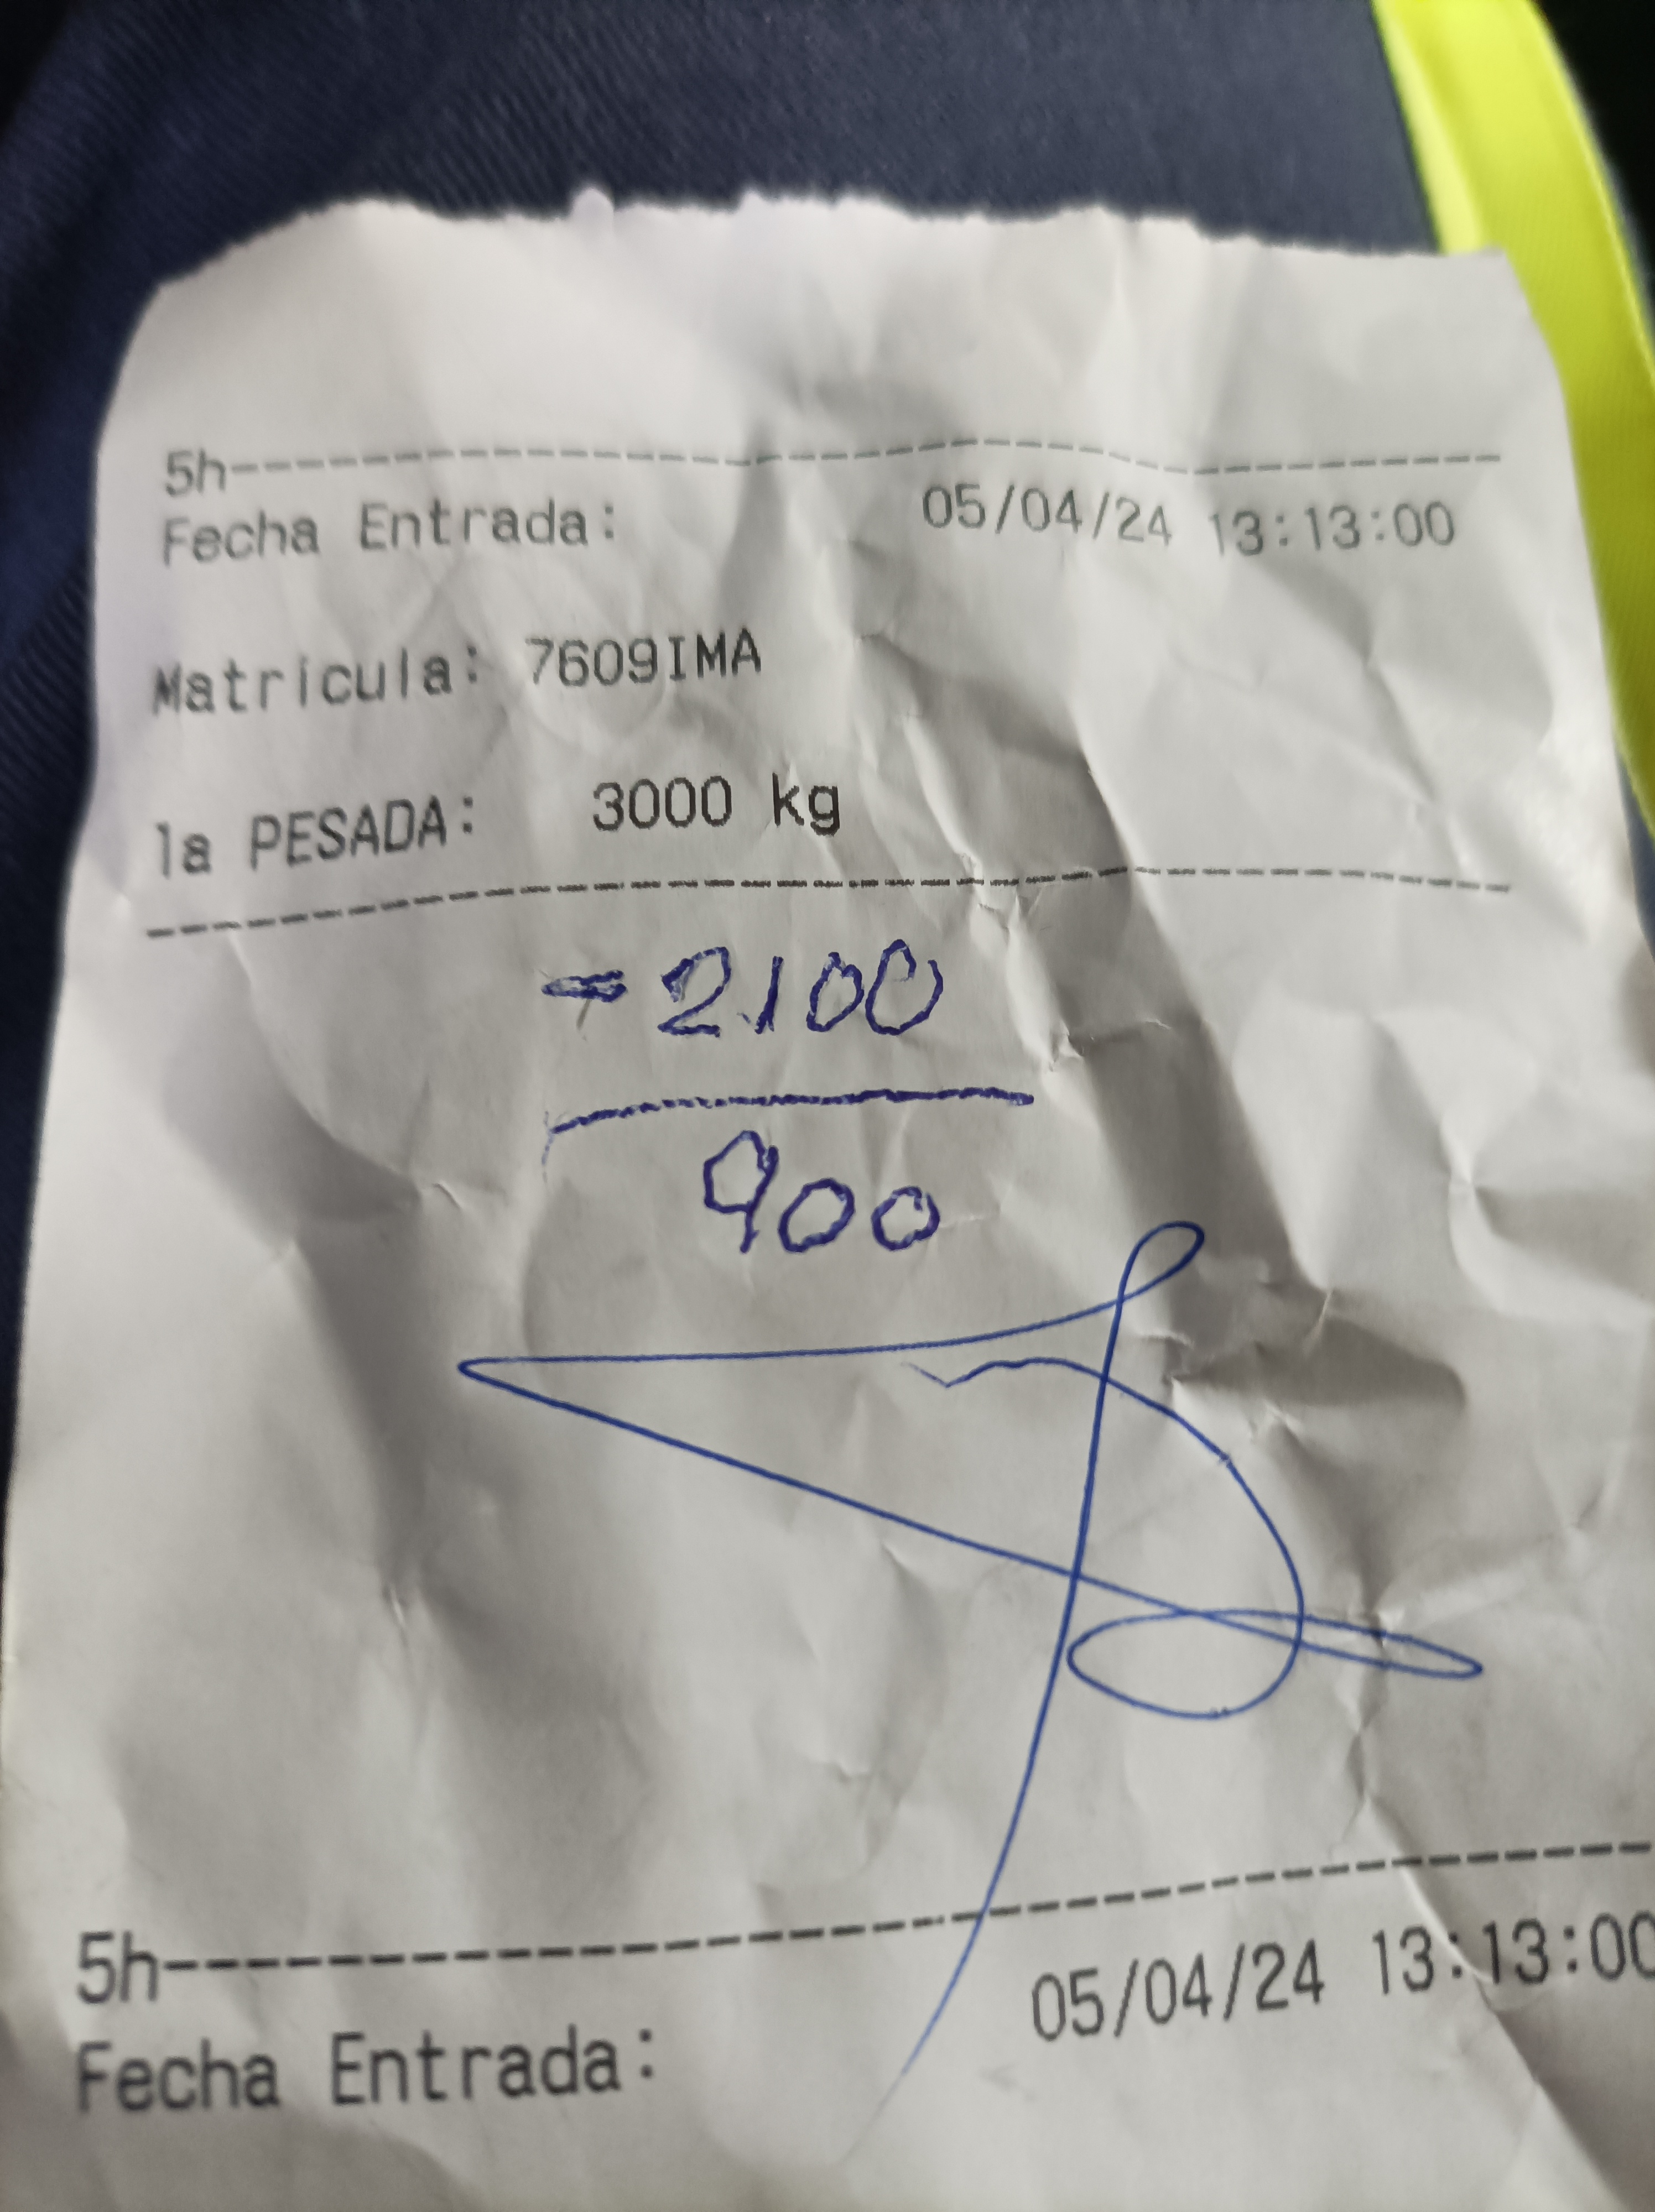 5h--------------------------------------------
Fecha Entrada: 05/04/24 13:13:00
Matricula: 7609IMA
1a PESADA: 3000 kg
--------------------------------------------
- 2100
900
5h--------------------------------------------
Fecha Entrada: 05/04/24 13:13:00